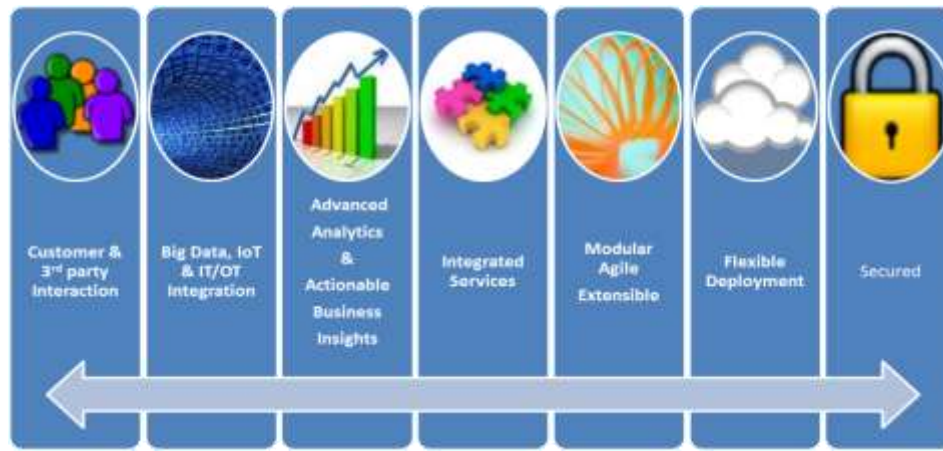 Customer &
3rd party
Interaction
Big Data, IoT
& IT/OT
Integration
Advanced
Analytics
&
Actionable
Business
Insights
Integrated
Services
Modular
Agile
Extensible
Flexible
Deployment
Secured